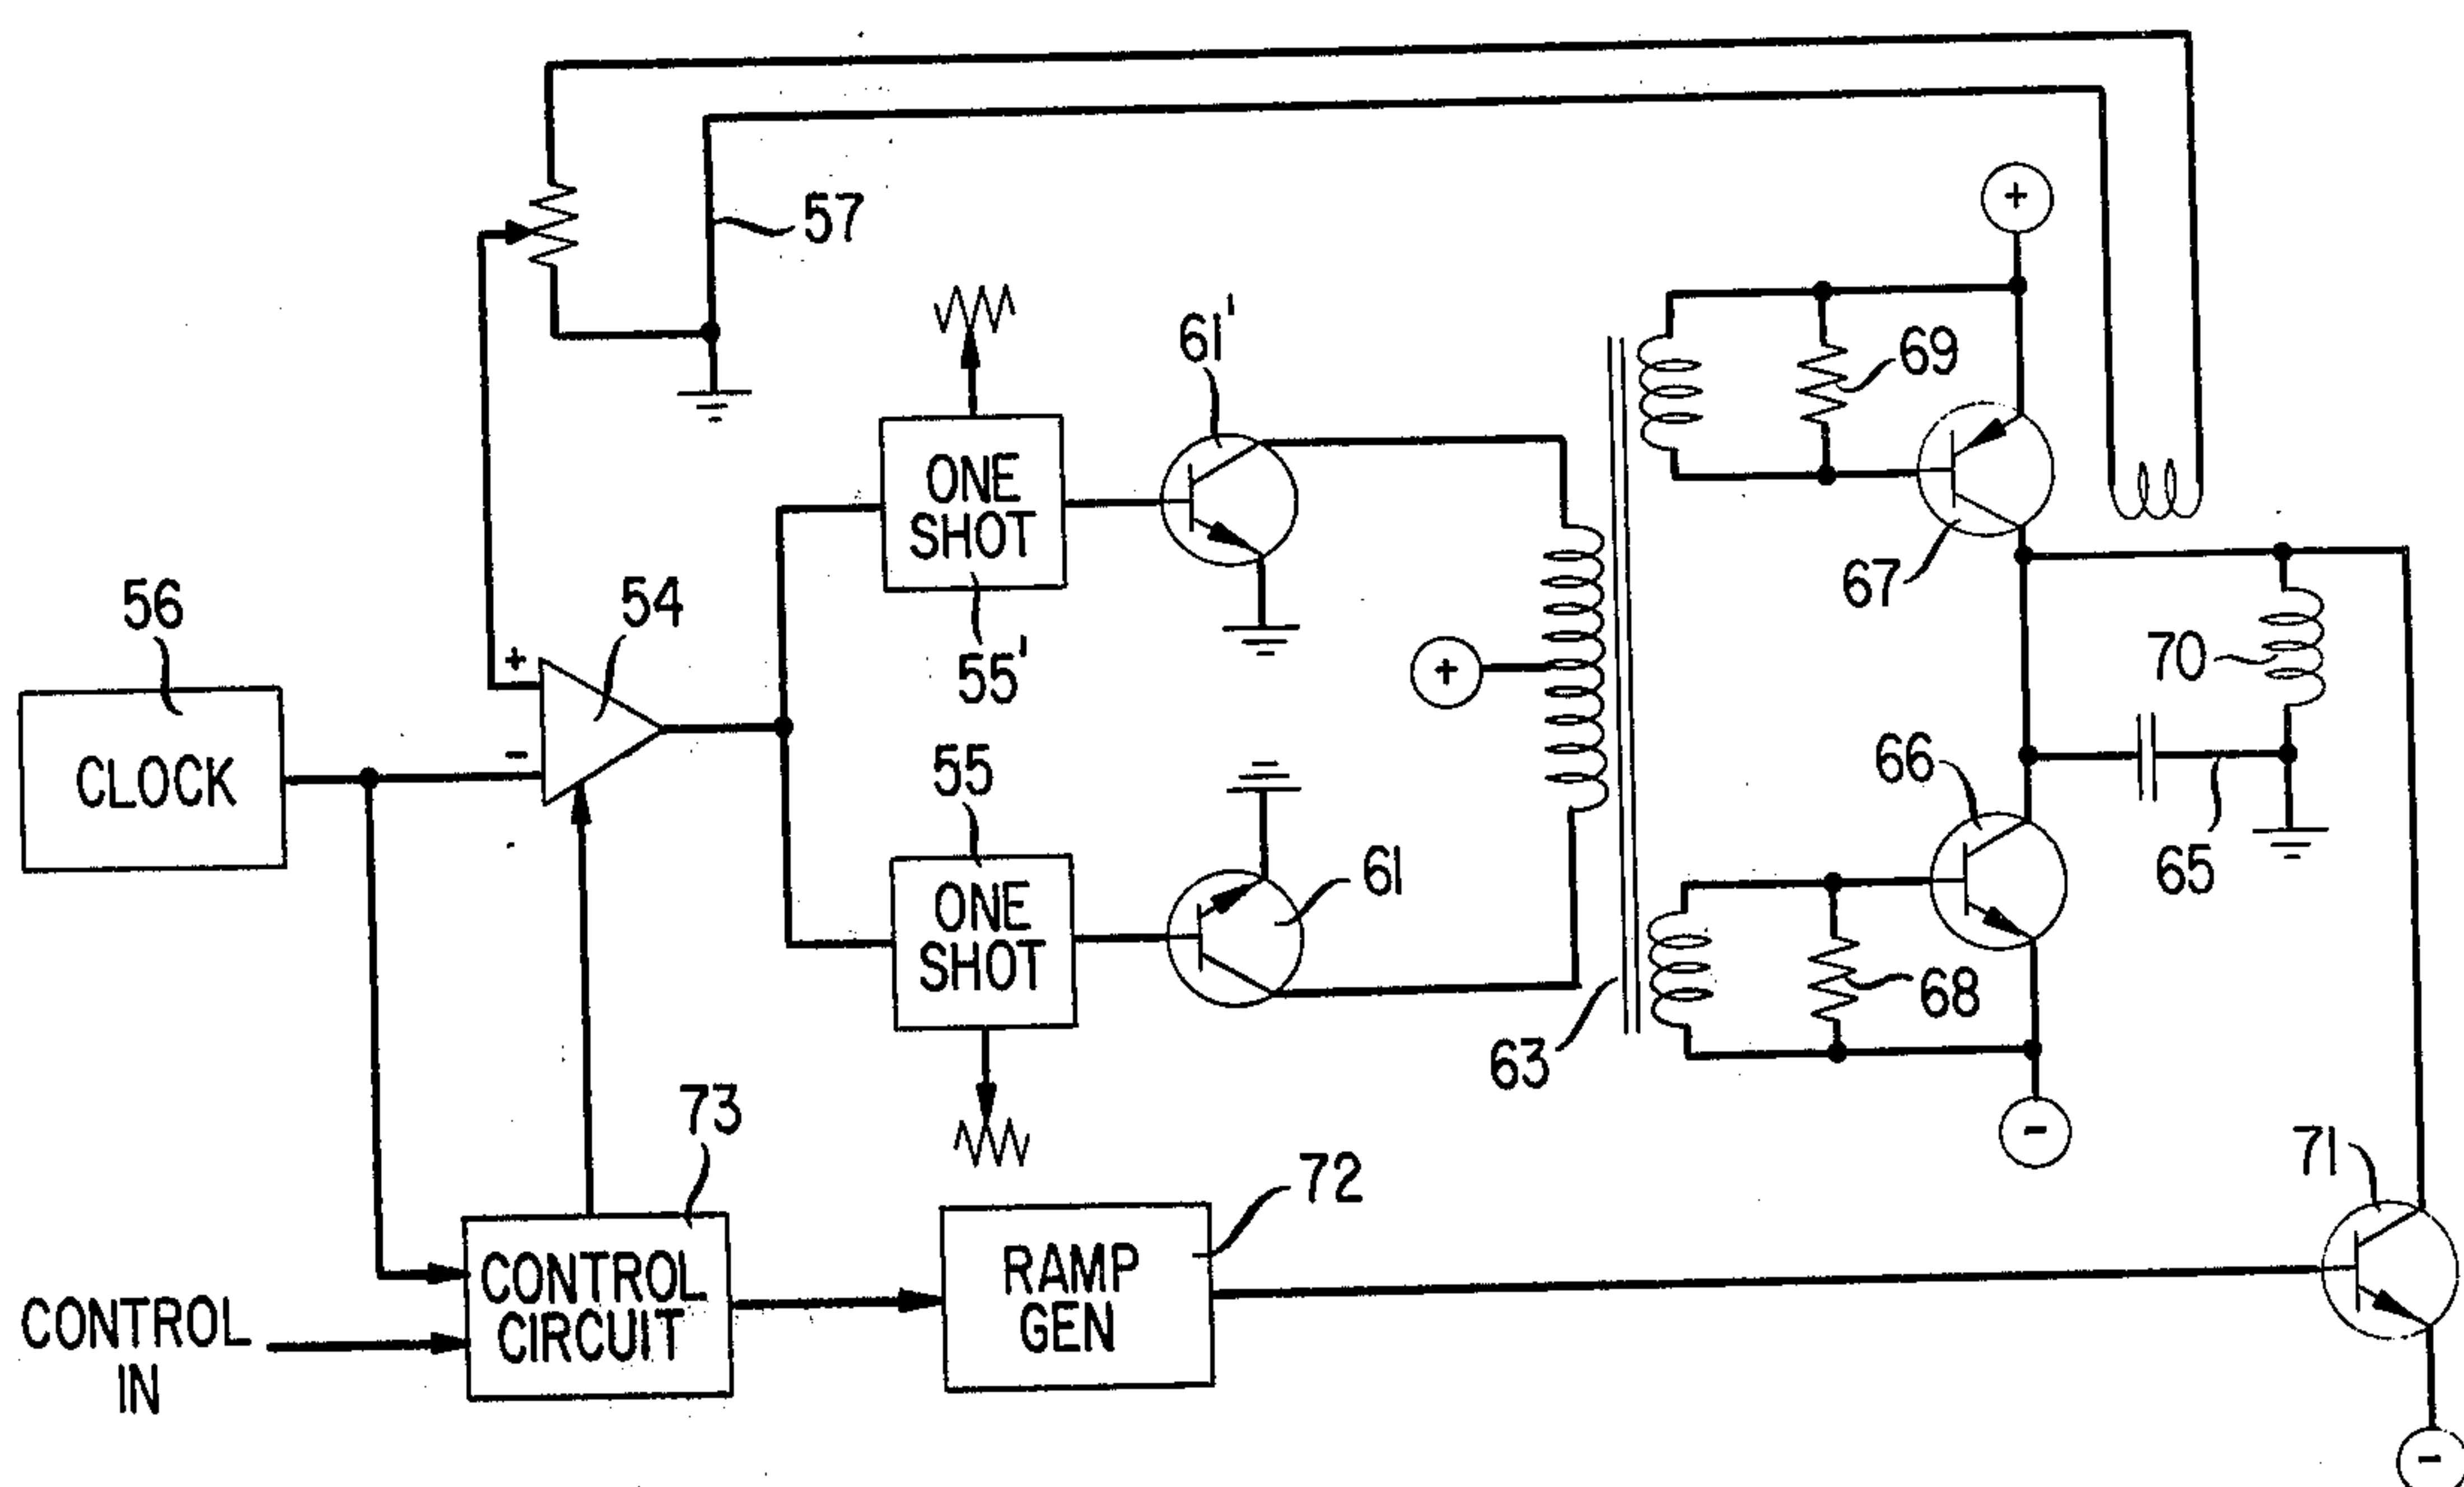 57
+
61'
69
ONE
SHOT
67
56
54
55'
+
+
-
CLOCK
55
70
66
65
61
ONE
SHOT
68
63
-
73
72
71
CONTROL
CIRCUIT
RAMP
GEN
CONTROL
IN
-